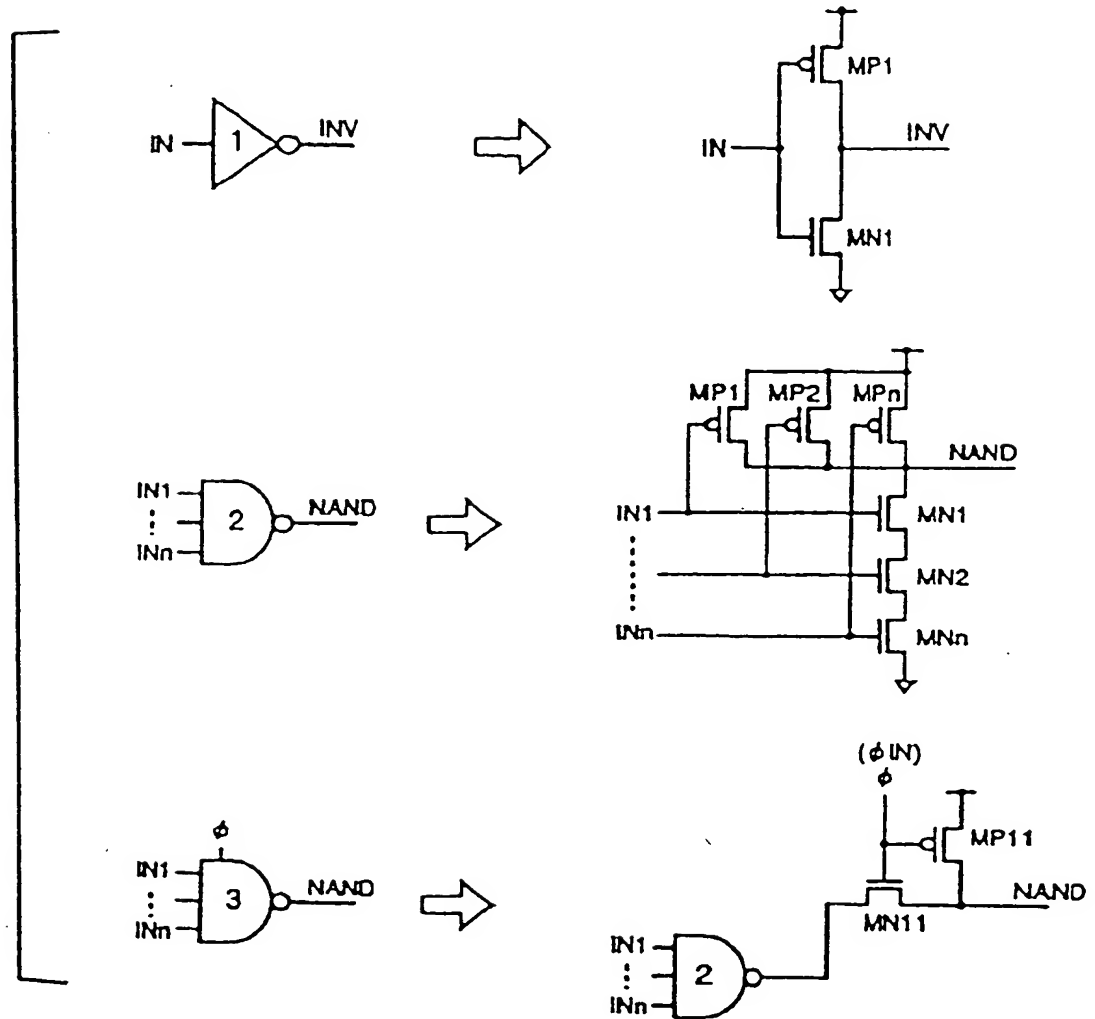 IN
1
INV
IN
MP1
INV
MN1
IN1
INn
2
NAND
MP1 MP2 MPn
NAND
IN1
MN1
MN2
INn
MNn
ϕ
IN1
INn
3
NAND
(ϕ IN)
ϕ
MP11
NAND
MN11
IN1
INn
2